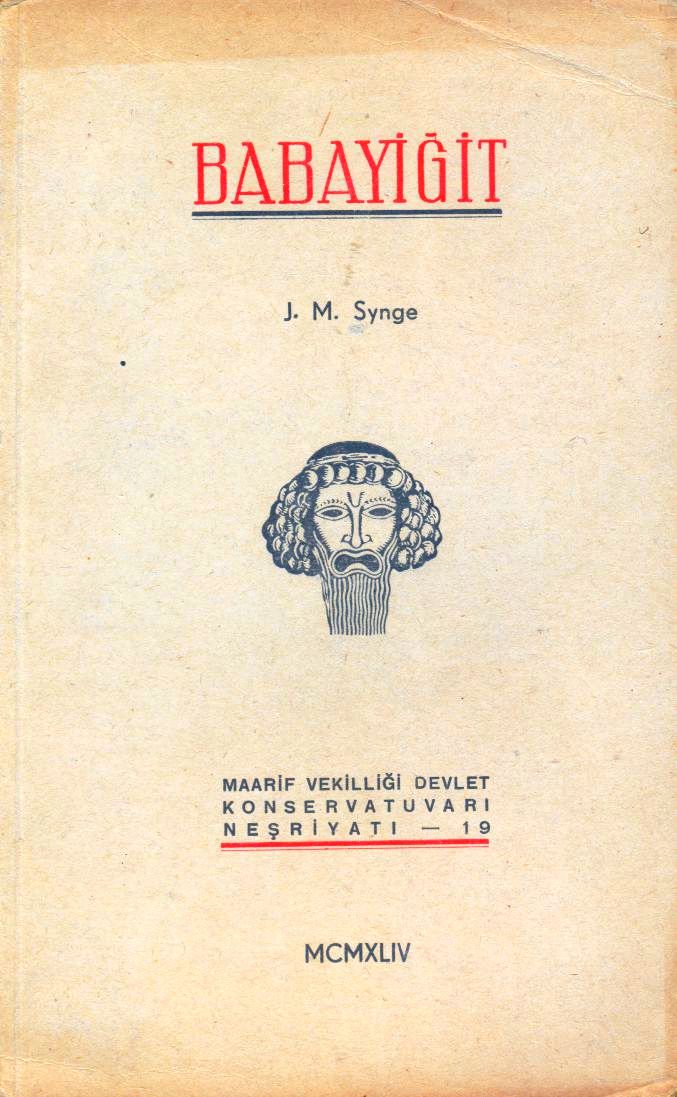 BABAYİĞİT
J. M. Synge
MAARİF VEKİLLİĞİ DEVLET
KONSERVATUVARI
NEŞRİYATI — 19
MCMXLIV